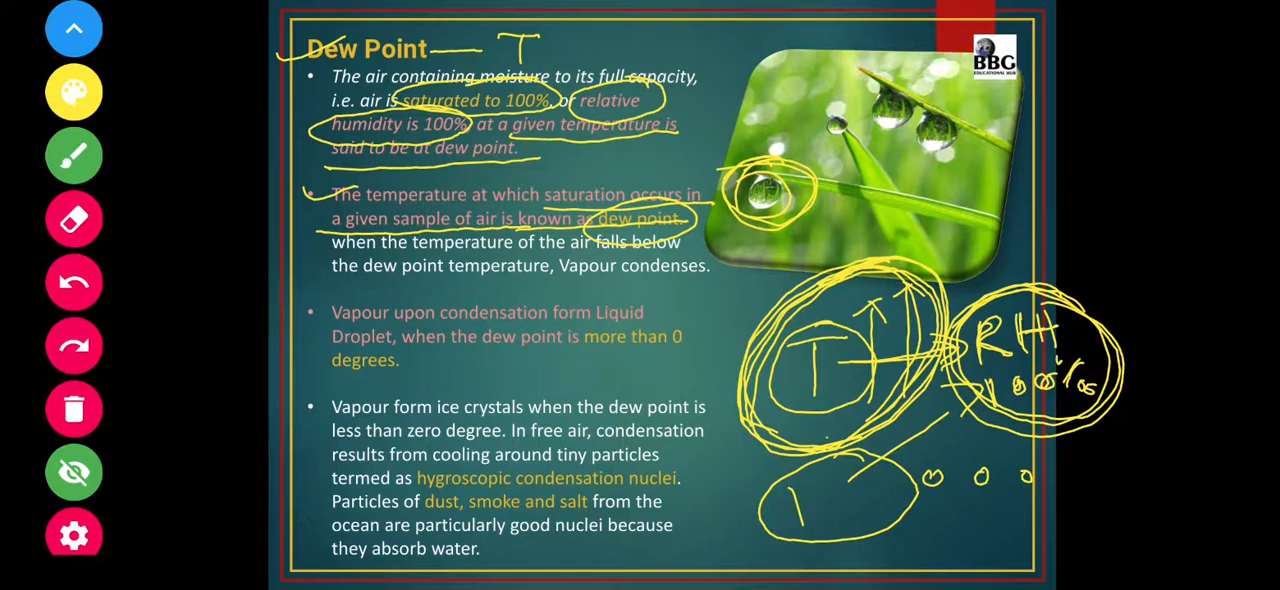 Dew Point — T
• The air containing moisture to its full capacity,
i.e. air is saturated to 100%, or relative
humidity is 100% at a given temperature is
said to be at dew point.
• The temperature at which saturation occurs in
a given sample of air is known as dew point.
when the temperature of the air falls below
the dew point temperature, Vapour condenses.
• Vapour upon condensation form Liquid
Droplet, when the dew point is more than 0
degrees.
• Vapour form ice crystals when the dew point is
less than zero degree. In free air, condensation
results from cooling around tiny particles
termed as hygroscopic condensation nuclei.
Particles of dust, smoke and salt from the
ocean are particularly good nuclei because
they absorb water.
BBG
EDUCATIONAL HUB
T
RH
100%